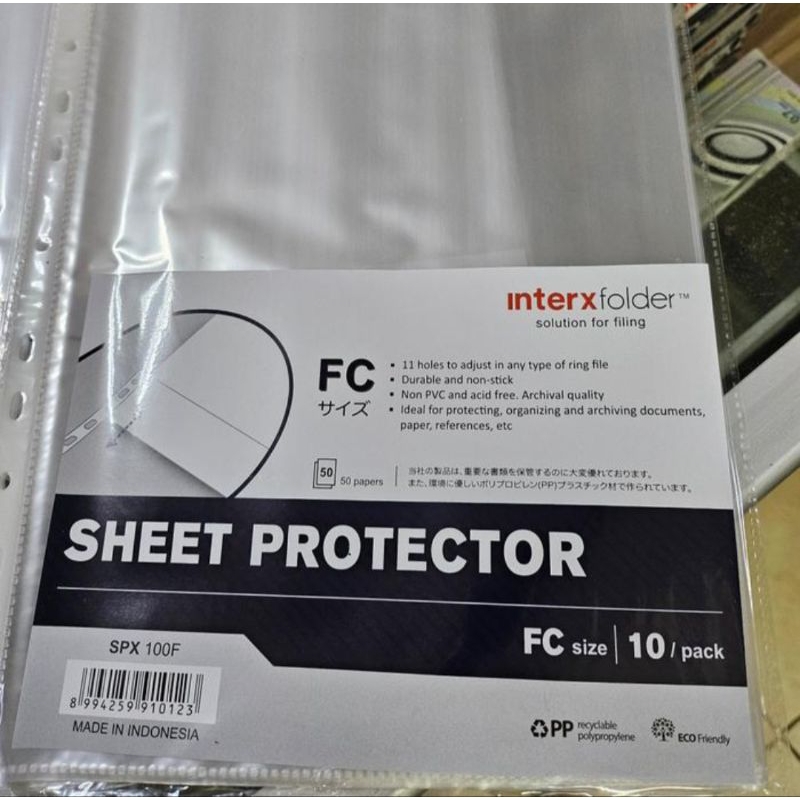 interxfolder™
solution for filing
FC
サイズ
• 11 holes to adjust in any type of ring file
• Durable and non-stick
• Non PVC and acid free. Archival quality
• Ideal for protecting, organizing and archiving documents,
paper, references, etc
50
50 papers
当社の製品は、重要な書類を保管するのに大変優れております。
また、環境に優しいポリプロピレン(PP)プラスチック材で作られています。
SHEET PROTECTOR
FC size | 10 / pack
SPX 100F
8 994259 910123
MADE IN INDONESIA
PP recyclable
polypropylene
ECO Friendly